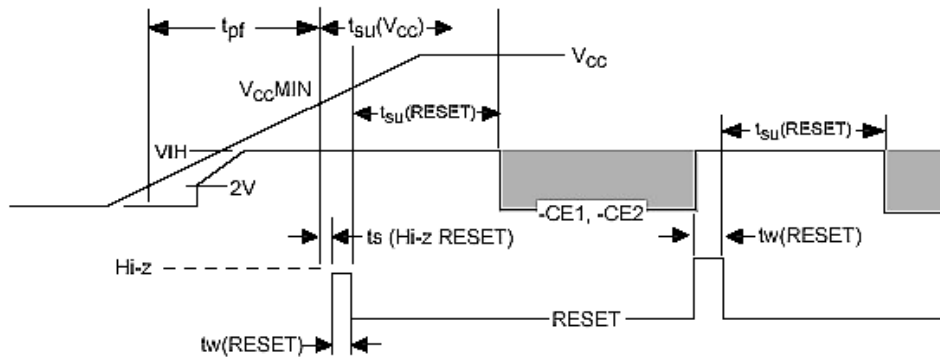 tpf
tsu(VCC)
VCC
VCCMIN
tsu(RESET)
tsu(RESET)
VIH
2V
-CE1, -CE2
ts (Hi-z RESET)
tw(RESET)
Hi-z
RESET
tw(RESET)